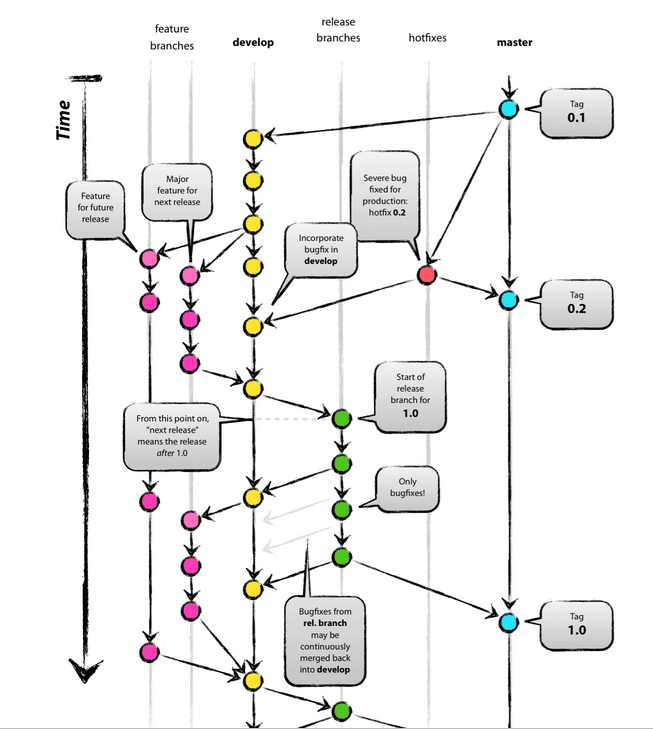 feature
branches
develop
release
branches
hotfixes
master
Time
Tag
0.1
Feature
for future
release
Major
feature for
next release
Severe bug
fixed for
production:
hotfix 0.2
Incorporate
bugfix in
develop
Tag
0.2
Start of
release
branch for
1.0
From this point on,
“next release”
means the release
after 1.0
Only
bugfixes!
Bugfixes from
rel. branch
may be
continuously
merged back
into develop
Tag
1.0